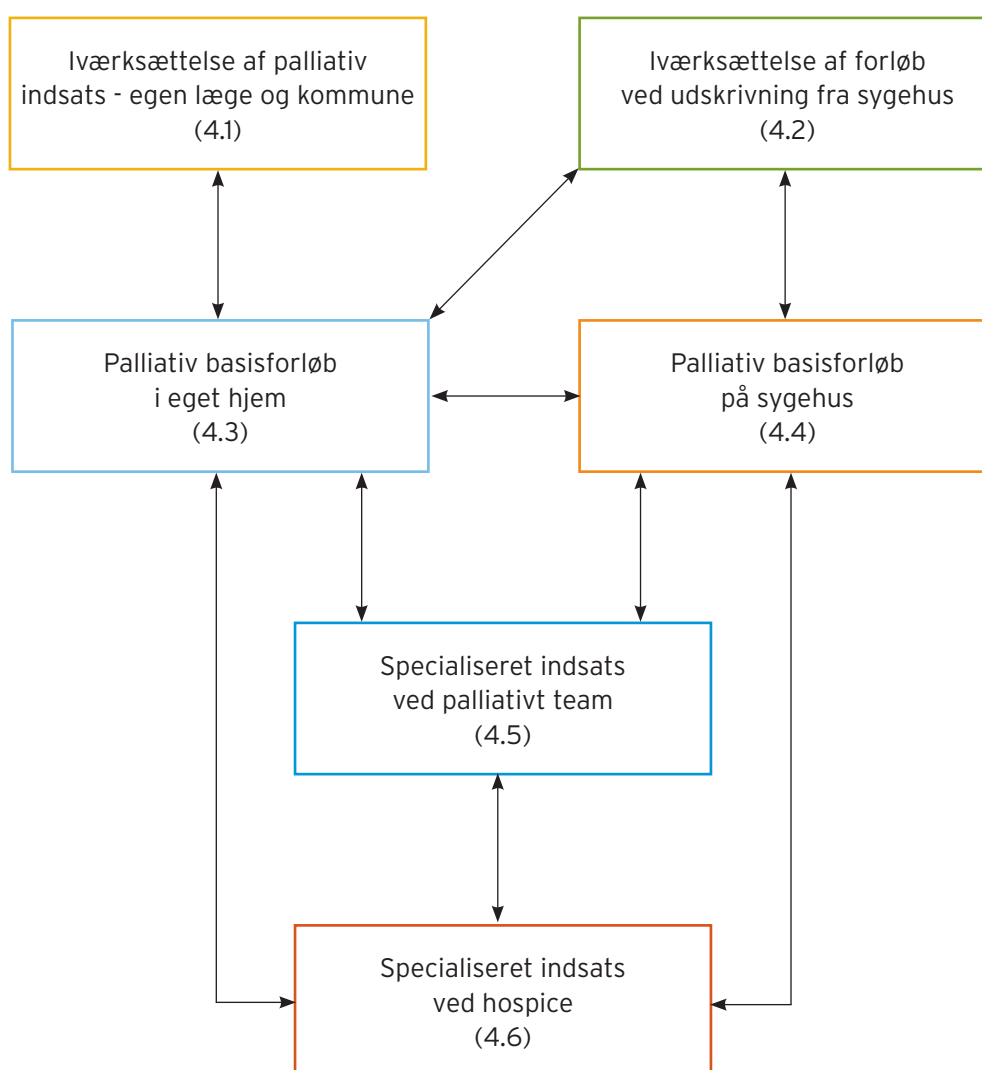 Iværksættelse af palliativ
indsats - egen læge og kommune
(4.1)
Iværksættelse af forløb
ved udskrivning fra sygehus
(4.2)
Palliativ basisforløb
i eget hjem
(4.3)
Palliativ basisforløb
på sygehus
(4.4)
Specialiseret indsats
ved palliativt team
(4.5)
Specialiseret indsats
ved hospice
(4.6)